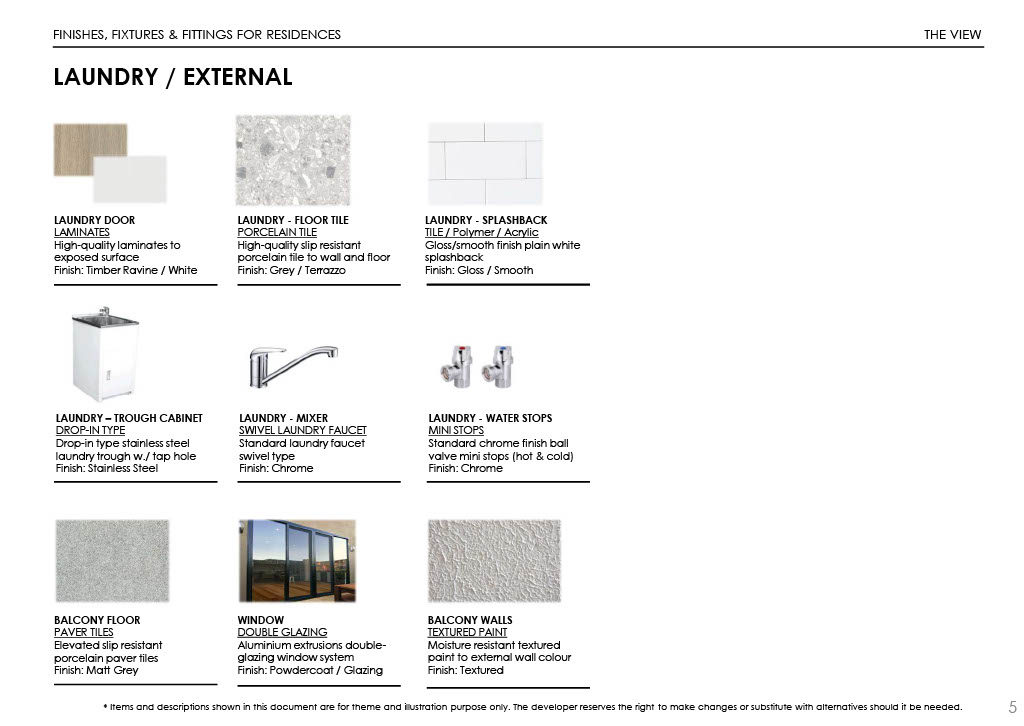 FINISHES, FIXTURES & FITTINGS FOR RESIDENCES
THE VIEW
LAUNDRY / EXTERNAL
LAUNDRY DOOR
LAMINATES
High-quality laminates to
exposed surface
Finish: Timber Ravine / White
LAUNDRY - FLOOR TILE
PORCELAIN TILE
High-quality slip resistant
porcelain tile to wall and floor
Finish: Grey / Terrazzo
LAUNDRY - SPLASHBACK
TILE / Polymer / Acrylic
Gloss/smooth finish plain white
splashback
Finish: Gloss / Smooth
LAUNDRY – TROUGH CABINET
DROP-IN TYPE
Drop-in type stainless steel
laundry trough w./ tap hole
Finish: Stainless Steel
LAUNDRY - MIXER
SWIVEL LAUNDRY FAUCET
Standard laundry faucet
swivel type
Finish: Chrome
LAUNDRY - WATER STOPS
MINI STOPS
Standard chrome finish ball
valve mini stops (hot & cold)
Finish: Chrome
BALCONY FLOOR
PAVER TILES
Elevated slip resistant
porcelain paver tiles
Finish: Matt Grey
WINDOW
DOUBLE GLAZING
Aluminium extrusions double-
glazing window system
Finish: Powdercoat / Glazing
BALCONY WALLS
TEXTURED PAINT
Moisture resistant textured
paint to external wall colour
Finish: Textured
* Items and descriptions shown in this document are for theme and illustration purpose only. The developer reserves the right to make changes or substitute with alternatives should it be needed.
5